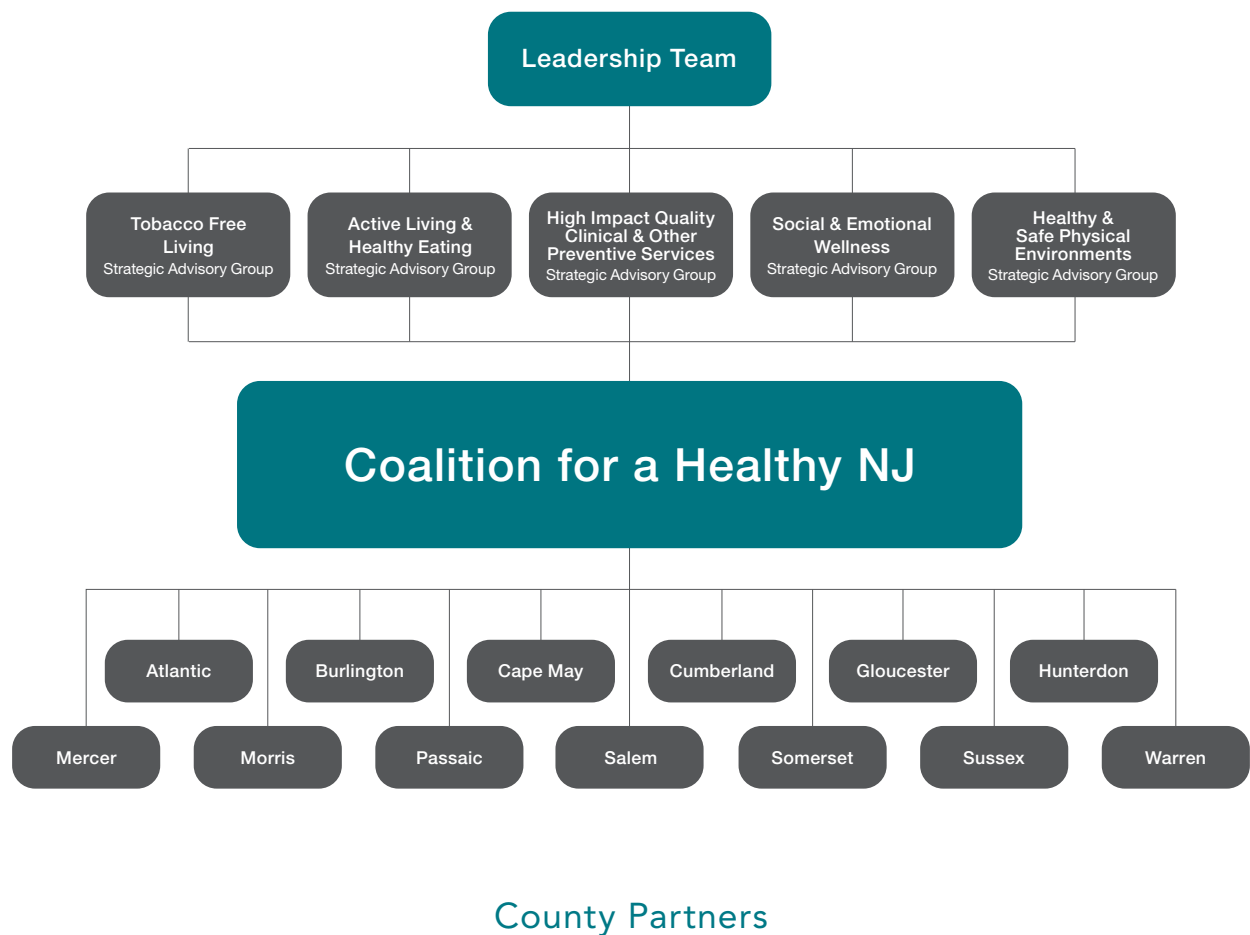 Leadership Team
Tobacco Free
Living
Strategic Advisory Group
Active Living &
Healthy Eating
Strategic Advisory Group
High Impact Quality
Clinical & Other
Preventive Services
Strategic Advisory Group
Social & Emotional
Wellness
Strategic Advisory Group
Healthy &
Safe Physical
Environments
Strategic Advisory Group
Coalition for a Healthy NJ
Atlantic
Burlington
Cape May
Cumberland
Gloucester
Hunterdon
Mercer
Morris
Passaic
Salem
Somerset
Sussex
Warren
County Partners